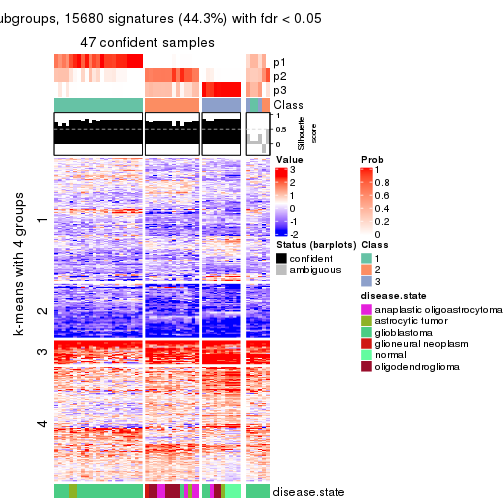 ubgroups, 15680 signatures (44.3%) with fdr < 0.05
47 confident samples
p1
p2
p3
Class
1
0.5
0
Silhouette
score
k-means with 4 groups
1
2
3
4
Value
3
2
1
0
-1
-2
Prob
1
0.8
0.6
0.4
0.2
0
Status (barplots)
confident
ambiguous
Class
1
2
3
disease.state
anaplastic oligoastrocytoma
astrocytic tumor
glioblastoma
glioneural neoplasm
normal
oligodendroglioma
disease.state